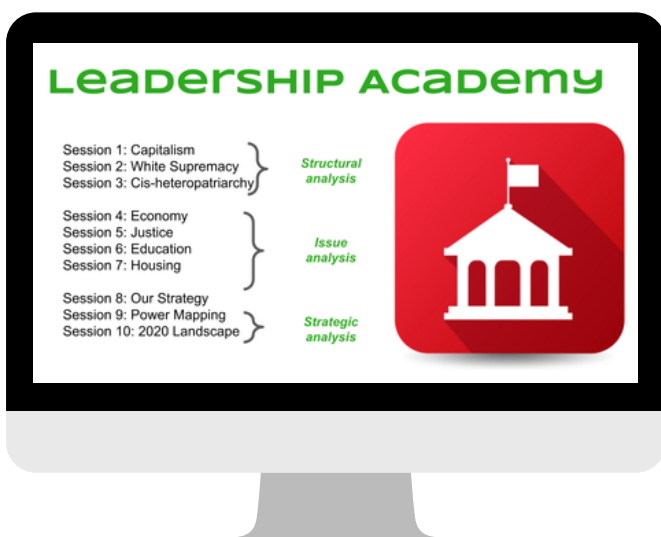 Leadership Academy
Session 1: Capitalism
Session 2: White Supremacy
Session 3: Cis-heteropatriarchy
Structural
analysis
Session 4: Economy
Session 5: Justice
Session 6: Education
Session 7: Housing
Issue
analysis
Session 8: Our Strategy
Session 9: Power Mapping
Session 10: 2020 Landscape
Strategic
analysis